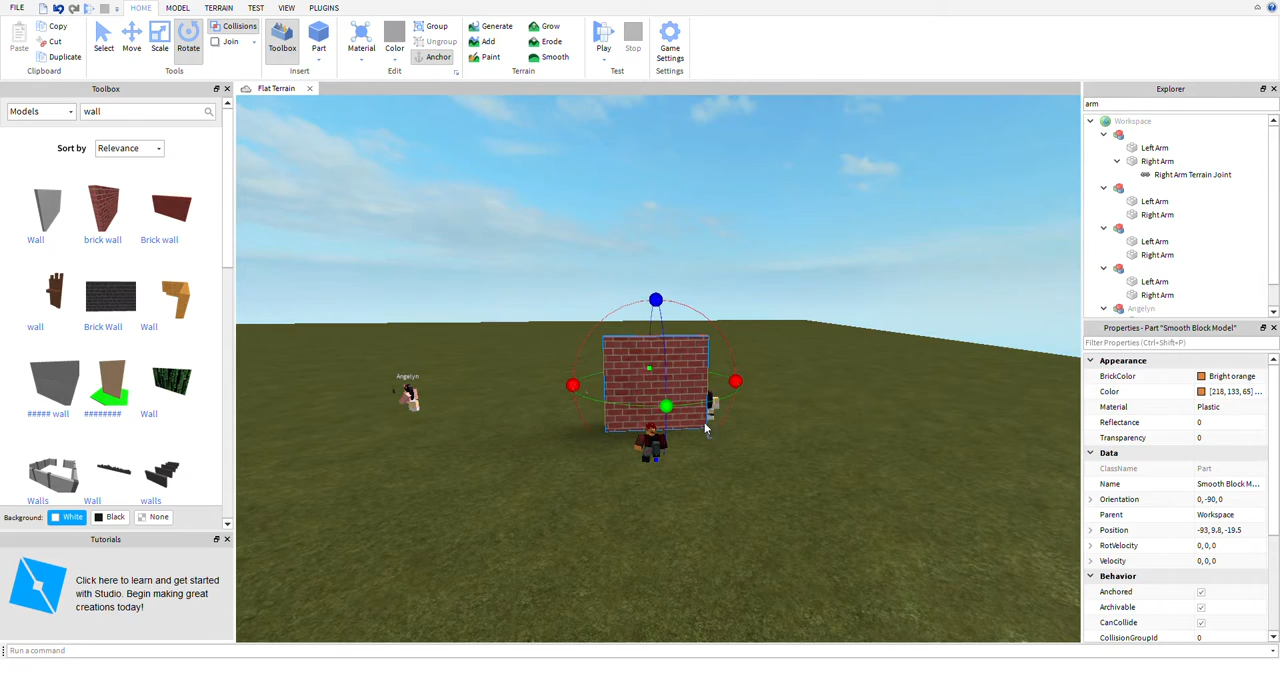 FILE HOME MODEL TERRAIN TEST VIEW PLUGINS
Copy
Cut
Duplicate
Paste
Clipboard
Select Move Scale Rotate
Collisions
Join
Tools
Toolbox Part
Insert
Material Color
Group
Ungroup
Anchor
Edit
Generate Grow
Add Erode
Paint Smooth
Terrain
Play Stop
Test
Game
Settings
Settings
Toolbox
Models wall
Sort by Relevance
Wall brick wall Brick wall
wall Brick Wall Wall
##### wall ######## Wall
Walls Wall walls
Background: White Black None
Tutorials
Click here to learn and get started
with Studio. Begin making great
creations today!
Run a command
Flat Terrain
Angelyn
Explorer
arm
Workspace
Left Arm
Right Arm
Right Arm Terrain Joint
Left Arm
Right Arm
Left Arm
Right Arm
Left Arm
Right Arm
Angelyn
Properties - Part "Smooth Block Model"
Filter Properties (Ctrl+Shift+P)
Appearance
BrickColor Bright orange
Color [218, 133, 65] ...
Material Plastic
Reflectance 0
Transparency 0
Data
ClassName Part
Name Smooth Block M...
Orientation 0, -90, 0
Parent Workspace
Position -93, 9.8, -19.5
RotVelocity 0, 0, 0
Velocity 0, 0, 0
Behavior
Anchored
Archivable
CanCollide
CollisionGroupId 0